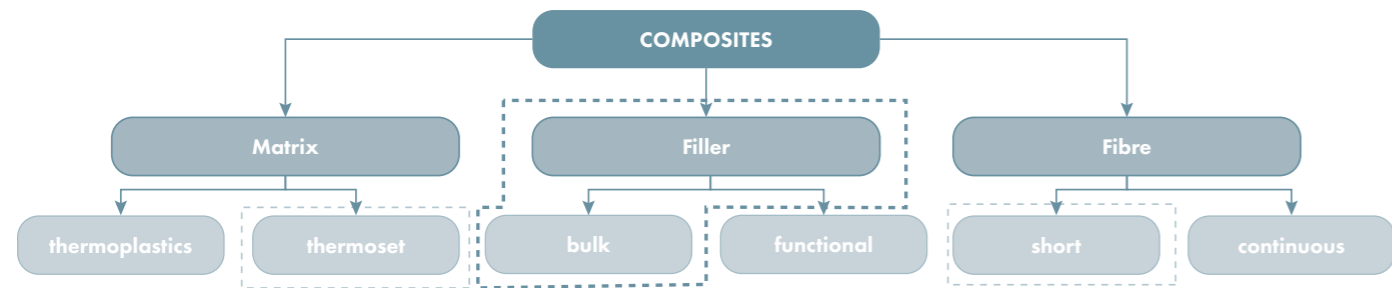 COMPOSITES
Matrix
Filler
Fibre
thermoplastics
thermoset
bulk
functional
short
continuous